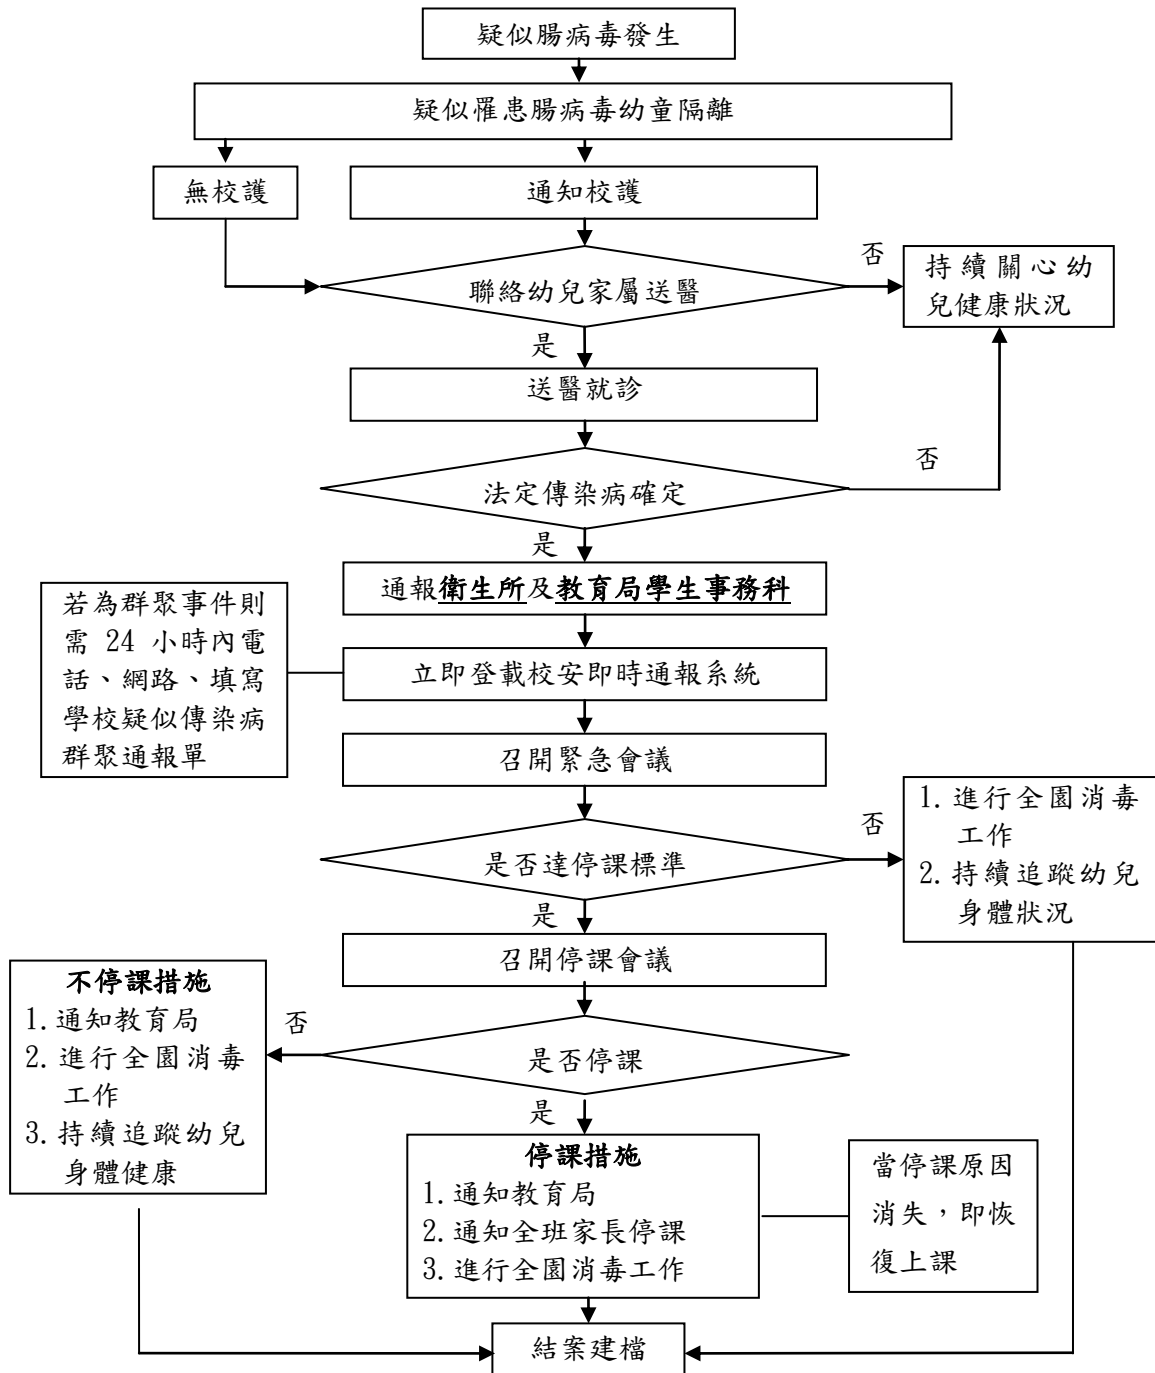 疑似腸病毒發生
疑似罹患腸病毒幼童隔離
無校護
通知校護
聯絡幼兒家屬送醫
否
持續關心幼
兒健康狀況
是
送醫就診
法定傳染病確定
否
是
通報衛生所及教育局學生事務科
若為群聚事件則
需 24 小時內電
話、網路、填寫
學校疑似傳染病
群聚通報單
立即登載校安即時通報系統
召開緊急會議
是否達停課標準
否
1.進行全園消毒
工作
2.持續追蹤幼兒
身體狀況
是
召開停課會議
不停課措施
1.通知教育局
2.進行全園消毒
工作
3.持續追蹤幼兒
身體健康
否
是否停課
是
停課措施
1.通知教育局
2.通知全班家長停課
3.進行全園消毒工作
當停課原因
消失，即恢
復上課
結案建檔